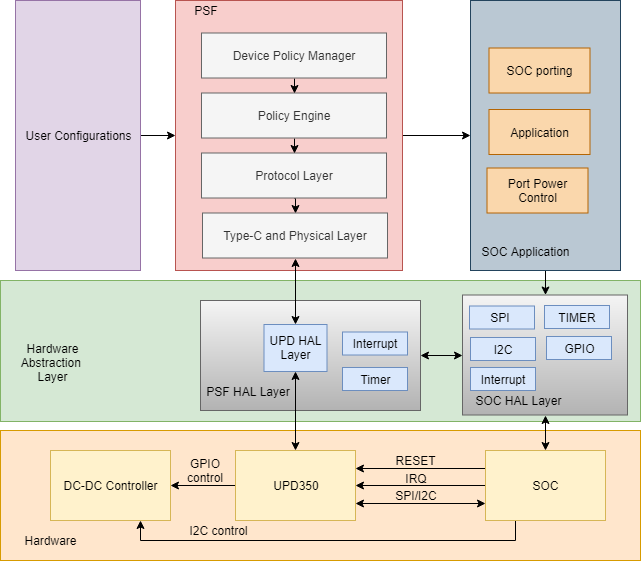 PSF
Device Policy Manager
SOC porting
User Configurations
Policy Engine
Application
Protocol Layer
Port Power
Control
Type-C and Physical Layer
SOC Application
Hardware
Abstraction
Layer
UPD HAL
Layer
Interrupt
Timer
PSF HAL Layer
SPI
TIMER
I2C
GPIO
Interrupt
SOC HAL Layer
DC-DC Controller
GPIO
control
UPD350
RESET
IRQ
SPI/I2C
SOC
I2C control
Hardware